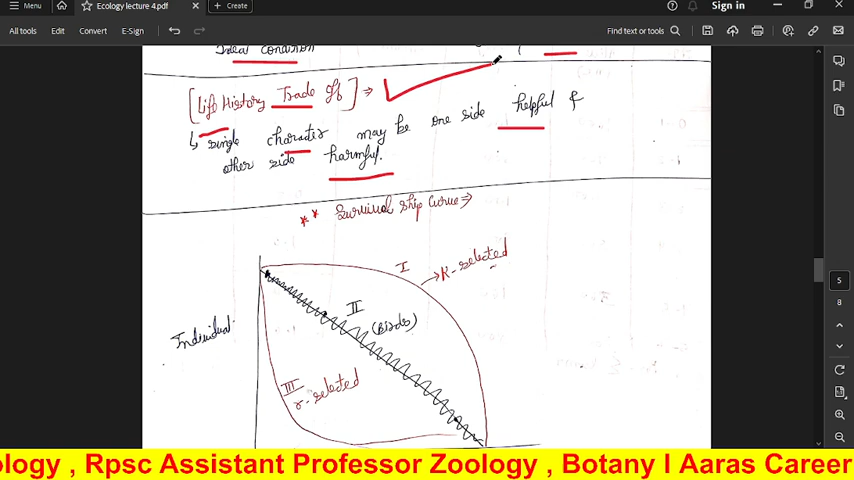 Menu
Ecology lecture 4.pdf
Create
Sign in
All tools
Edit
Convert
E-Sign
Find text or tools
Ideal condition
[Life History Trade off] ⇒
↳ single character may be one side helpful &
other side harmful.
** Survival ship Curve ⇒
I
→ K-selected
II
(Birds)
Individual
III
r-selected
5
8
ology , Rpsc Assistant Professor Zoology , Botany I Aaras Career